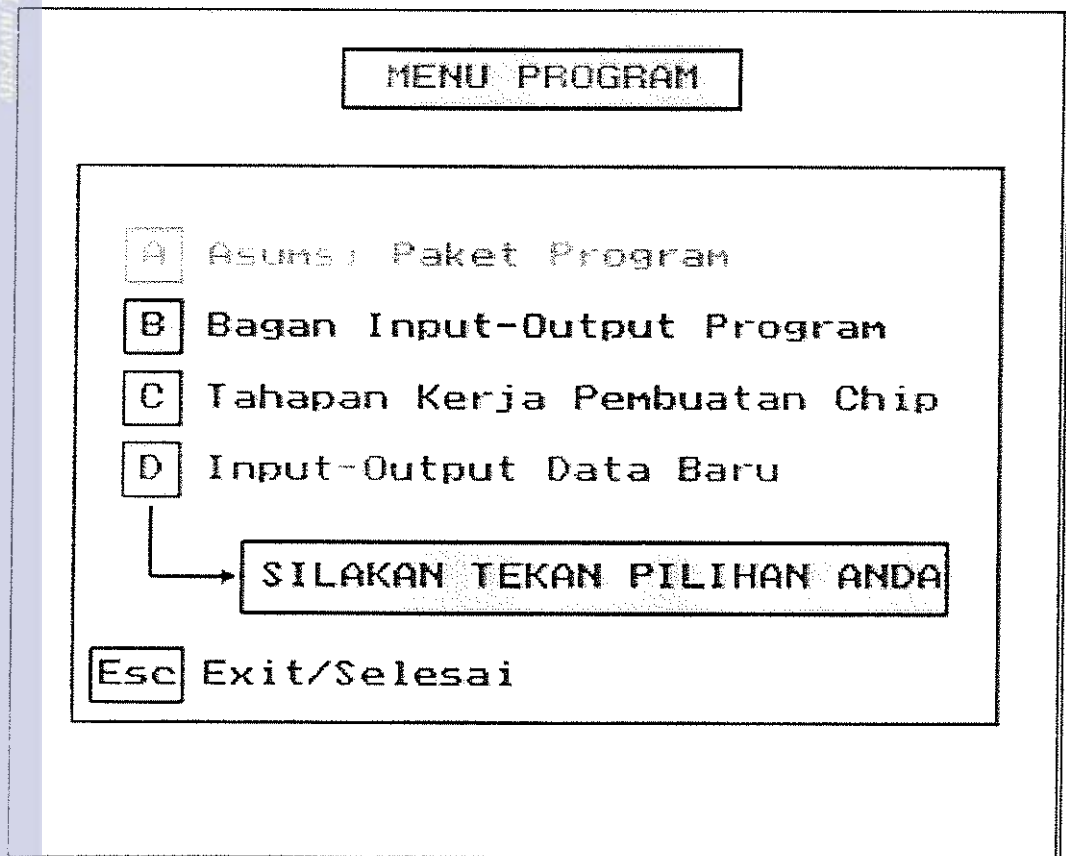 MENU PROGRAM
A Asumsi Paket Program
B Bagan Input-Output Program
C Tahapan Kerja Pembuatan Chip
D Input-Output Data Baru
SILAKAN TEKAN PILIHAN ANDA
Esc Exit/Selesai